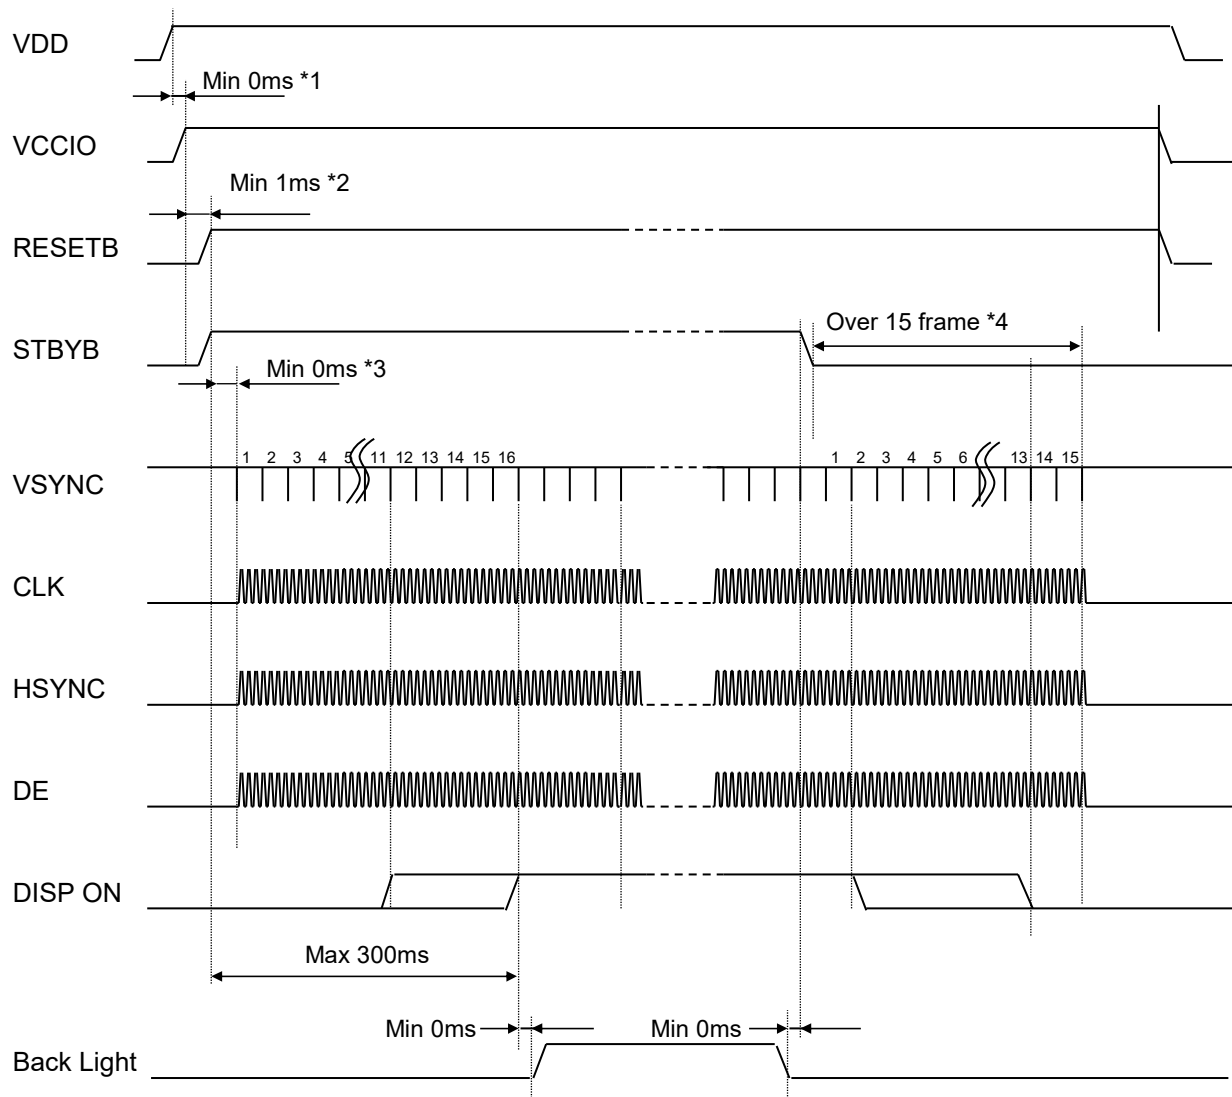 VDD
Min 0ms *1
VCCIO
Min 1ms *2
RESETB
STBYB
Over 15 frame *4
Min 0ms *3
VSYNC
1 2 3 4 5 11 12 13 14 15 16 1 2 3 4 5 6 13 14 15
CLK
HSYNC
DE
DISP ON
Max 300ms
Min 0ms Min 0ms
Back Light